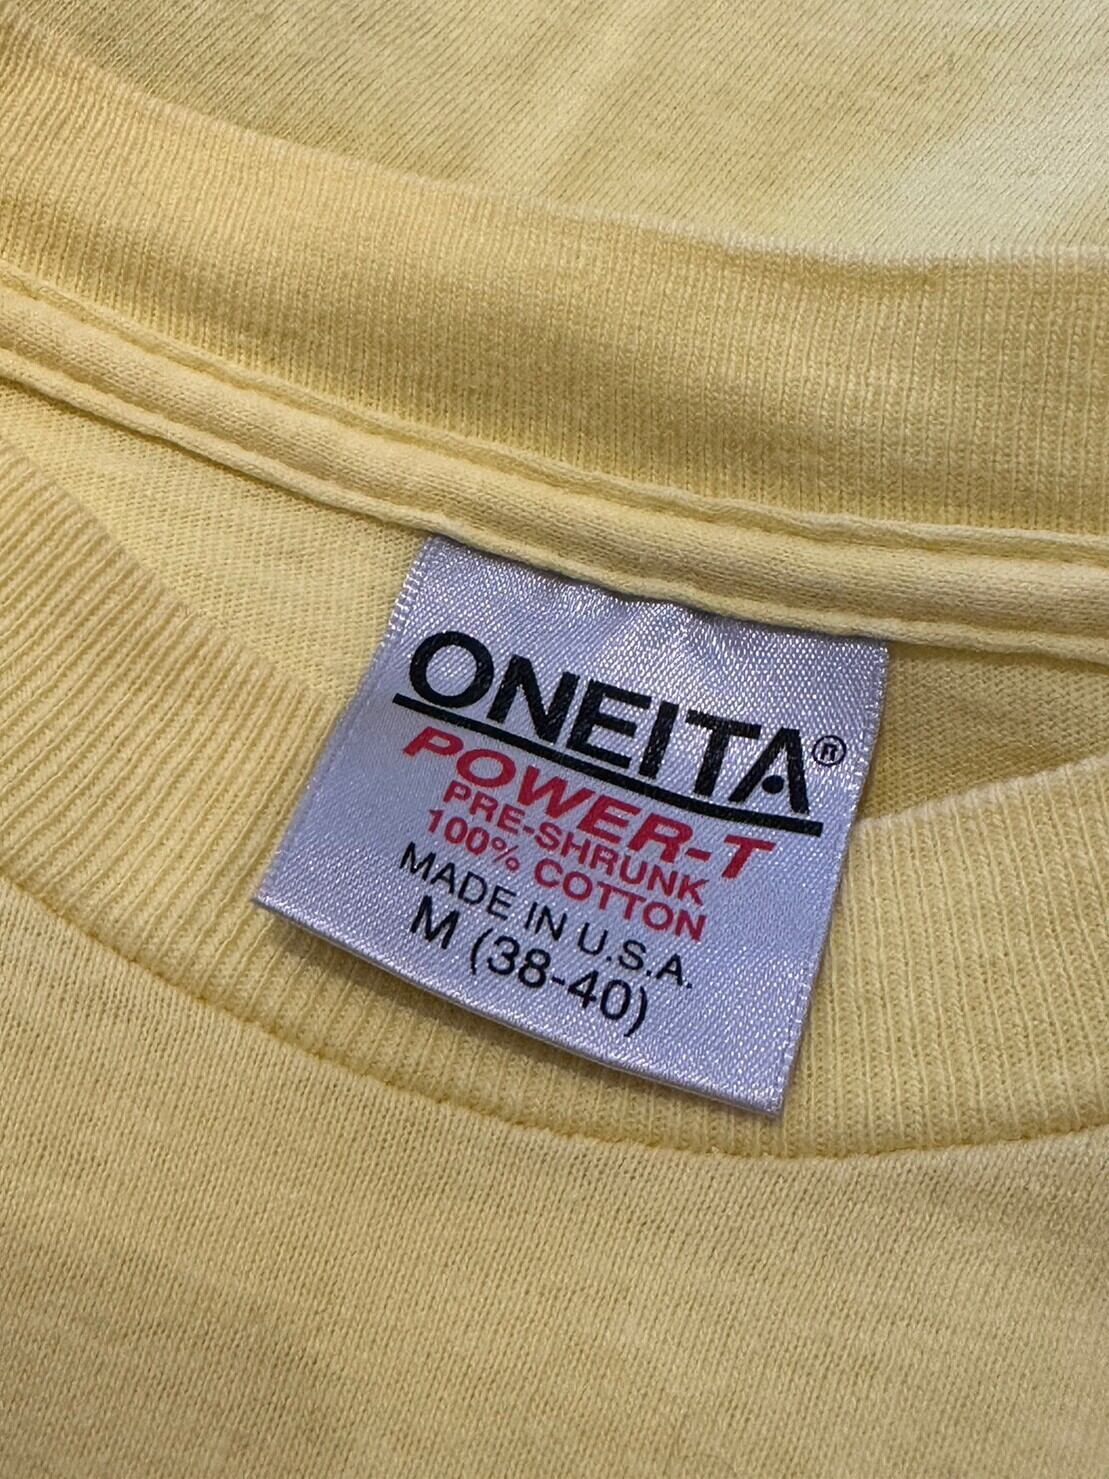 ONEITA®
POWER-T
PRE-SHRUNK
100% COTTON
MADE IN U.S.A.
M (38-40)